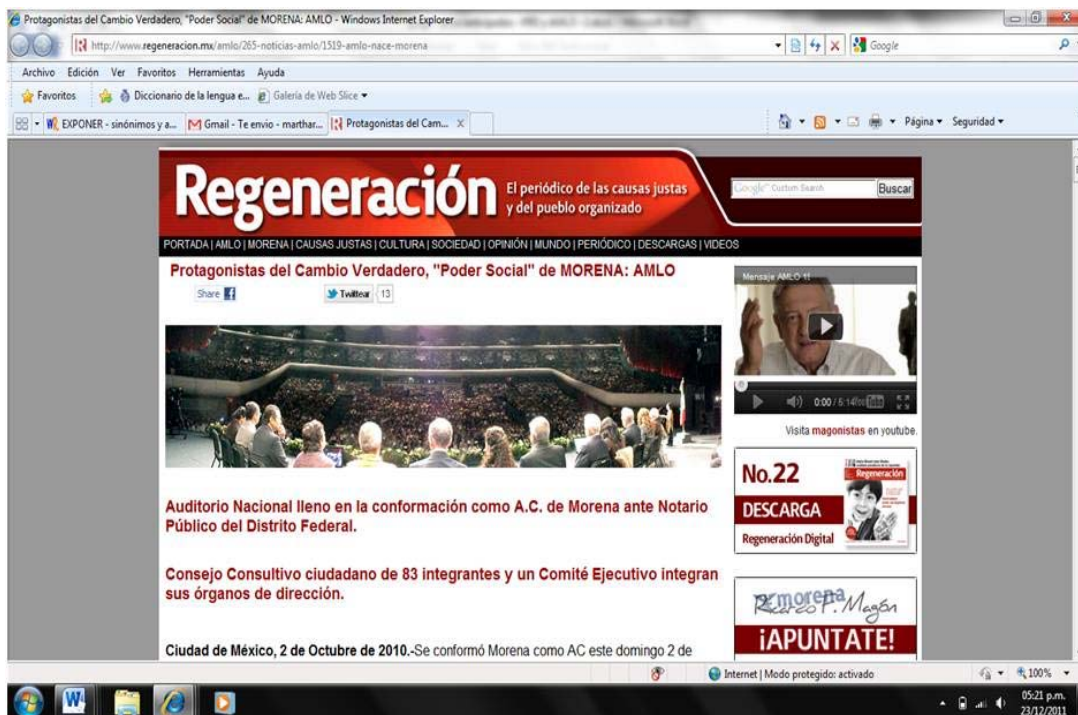 Protagonistas del Cambio Verdadero, "Poder Social" de MORENA: AMLO - Windows Internet Explorer
http://www.regeneracion.mx/amlo/265-noticias-amlo/1519-amlo-nace-morena
Google
Archivo Edición Ver Favoritos Herramientas Ayuda
Favoritos Diccionario de la lengua e... Galería de Web Slice
EXPONER - sinónimos y a... Gmail - Te envio - marthar... Protagonistas del Cam... X Página Seguridad
Regeneración
El periódico de las causas justas
y del pueblo organizado
Google Custom Search Buscar
PORTADA | AMLO | MORENA | CAUSAS JUSTAS | CULTURA | SOCIEDAD | OPINIÓN | MUNDO | PERIÓDICO | DESCARGAS | VIDEOS
Protagonistas del Cambio Verdadero, "Poder Social" de MORENA: AMLO
Share Twittear 13
Auditorio Nacional lleno en la conformación como A.C. de Morena ante Notario
Público del Distrito Federal.
Consejo Consultivo ciudadano de 83 integrantes y un Comité Ejecutivo integran
sus órganos de dirección.
Ciudad de México, 2 de Octubre de 2010.-Se conformó Morena como AC este domingo 2 de
Mensaje AMLO
0:00 / 5:14
Visita magonistas en youtube.
No.22
DESCARGA
Regeneración Digital
Regeneración
morena
Ricardo F. Magón
¡APUNTATE!
Internet | Modo protegido: activado
100%
05:21 p.m.
23/12/2011